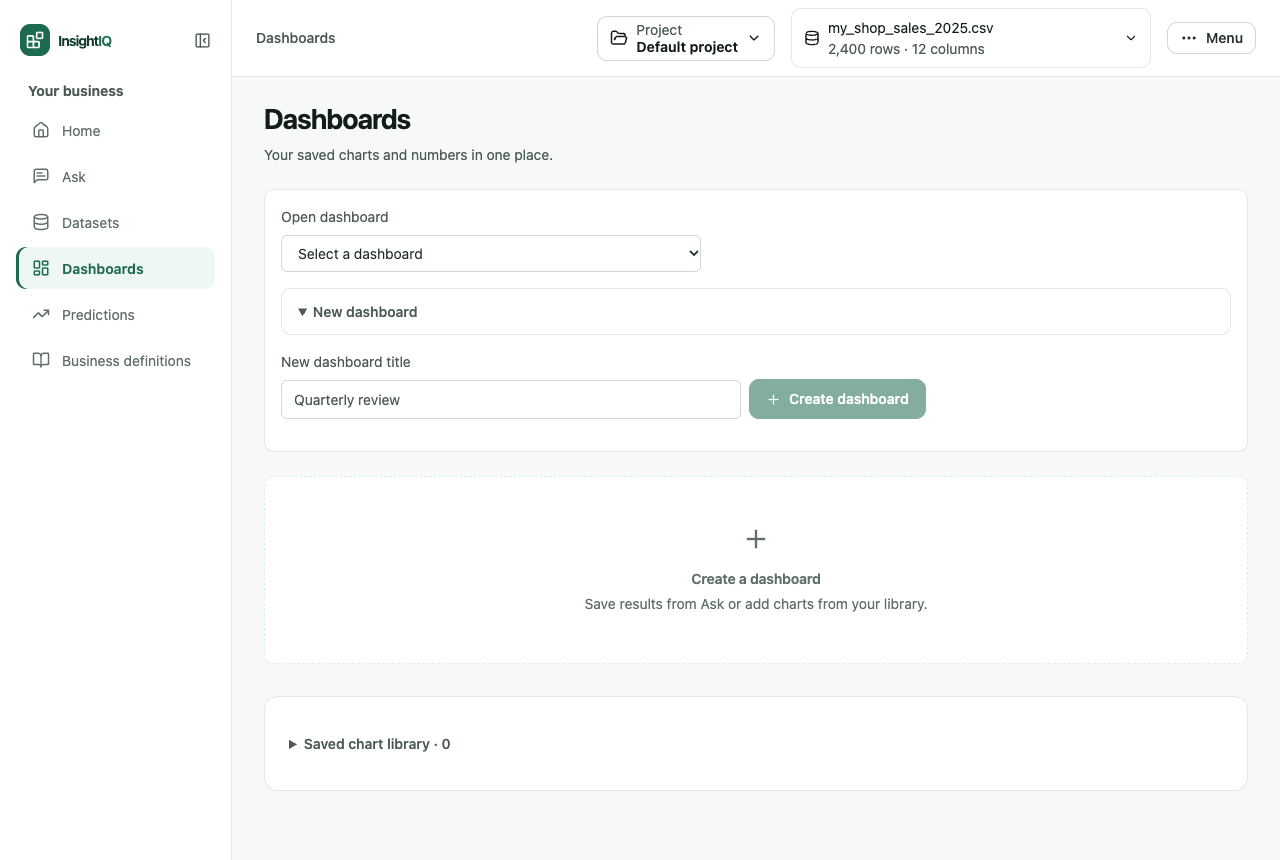 InsightIQ
Your business
Home
Ask
Datasets
Dashboards
Predictions
Business definitions
Dashboards
Project
Default project
my_shop_sales_2025.csv
2,400 rows · 12 columns
Menu
Dashboards
Your saved charts and numbers in one place.
Open dashboard
Select a dashboard
New dashboard
New dashboard title
Quarterly review
Create dashboard
Create a dashboard
Save results from Ask or add charts from your library.
Saved chart library · 0